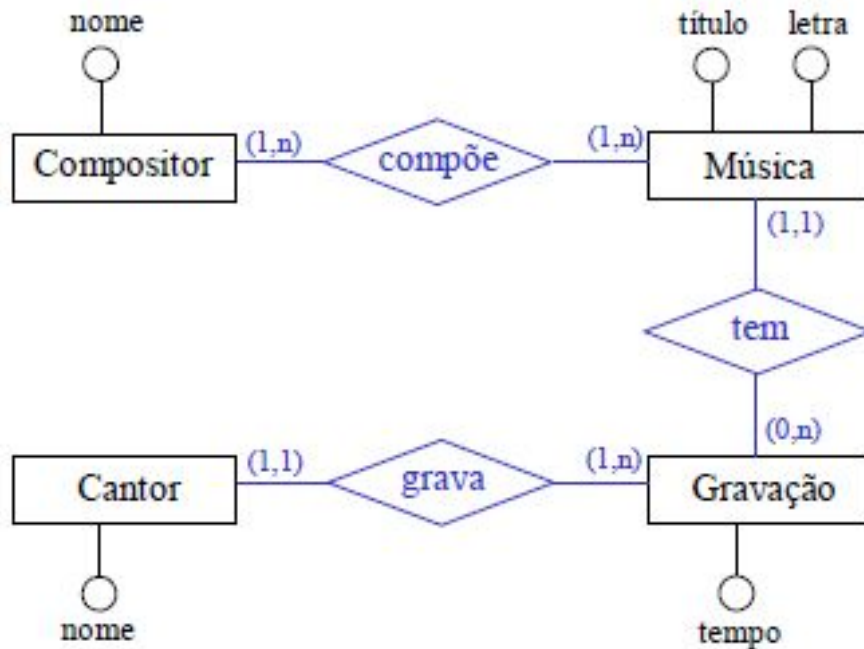 nome
título letra
Compositor (1,n) compõe (1,n) Música
(1,1)
tem
(0,n)
Cantor (1,1) grava (1,n) Gravação
nome
tempo